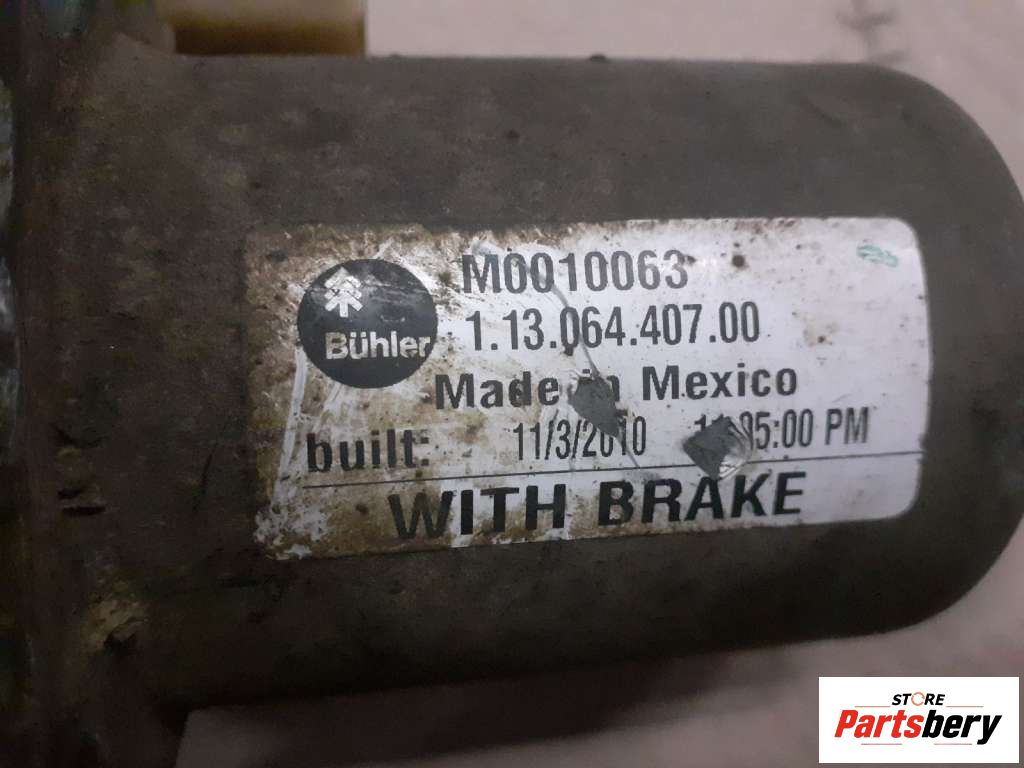 Bühler
M0010063
1.13.064.407.00
Made in Mexico
built: 11/3/2010 PM
WITH BRAKE
STORE
Partsbery